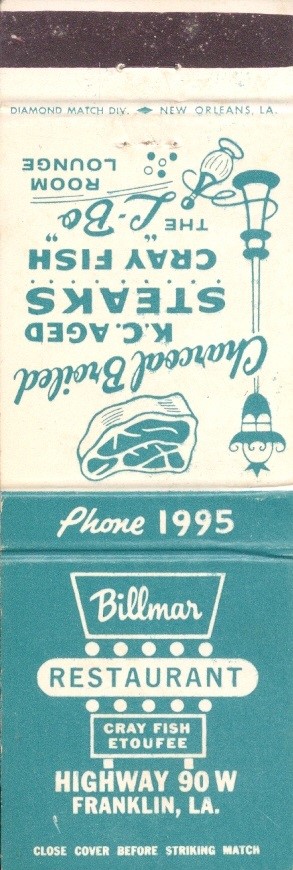 DIAMOND MATCH DIV. NEW ORLEANS, LA.
Charcoal Broiled
K.C. AGED
STEAKS
"CRAY FISH"
THE L-Bo
ROOM
LOUNGE
Phone 1995
Billmar
RESTAURANT
CRAY FISH
ETOUFEE
HIGHWAY 90 W
FRANKLIN, LA.
CLOSE COVER BEFORE STRIKING MATCH